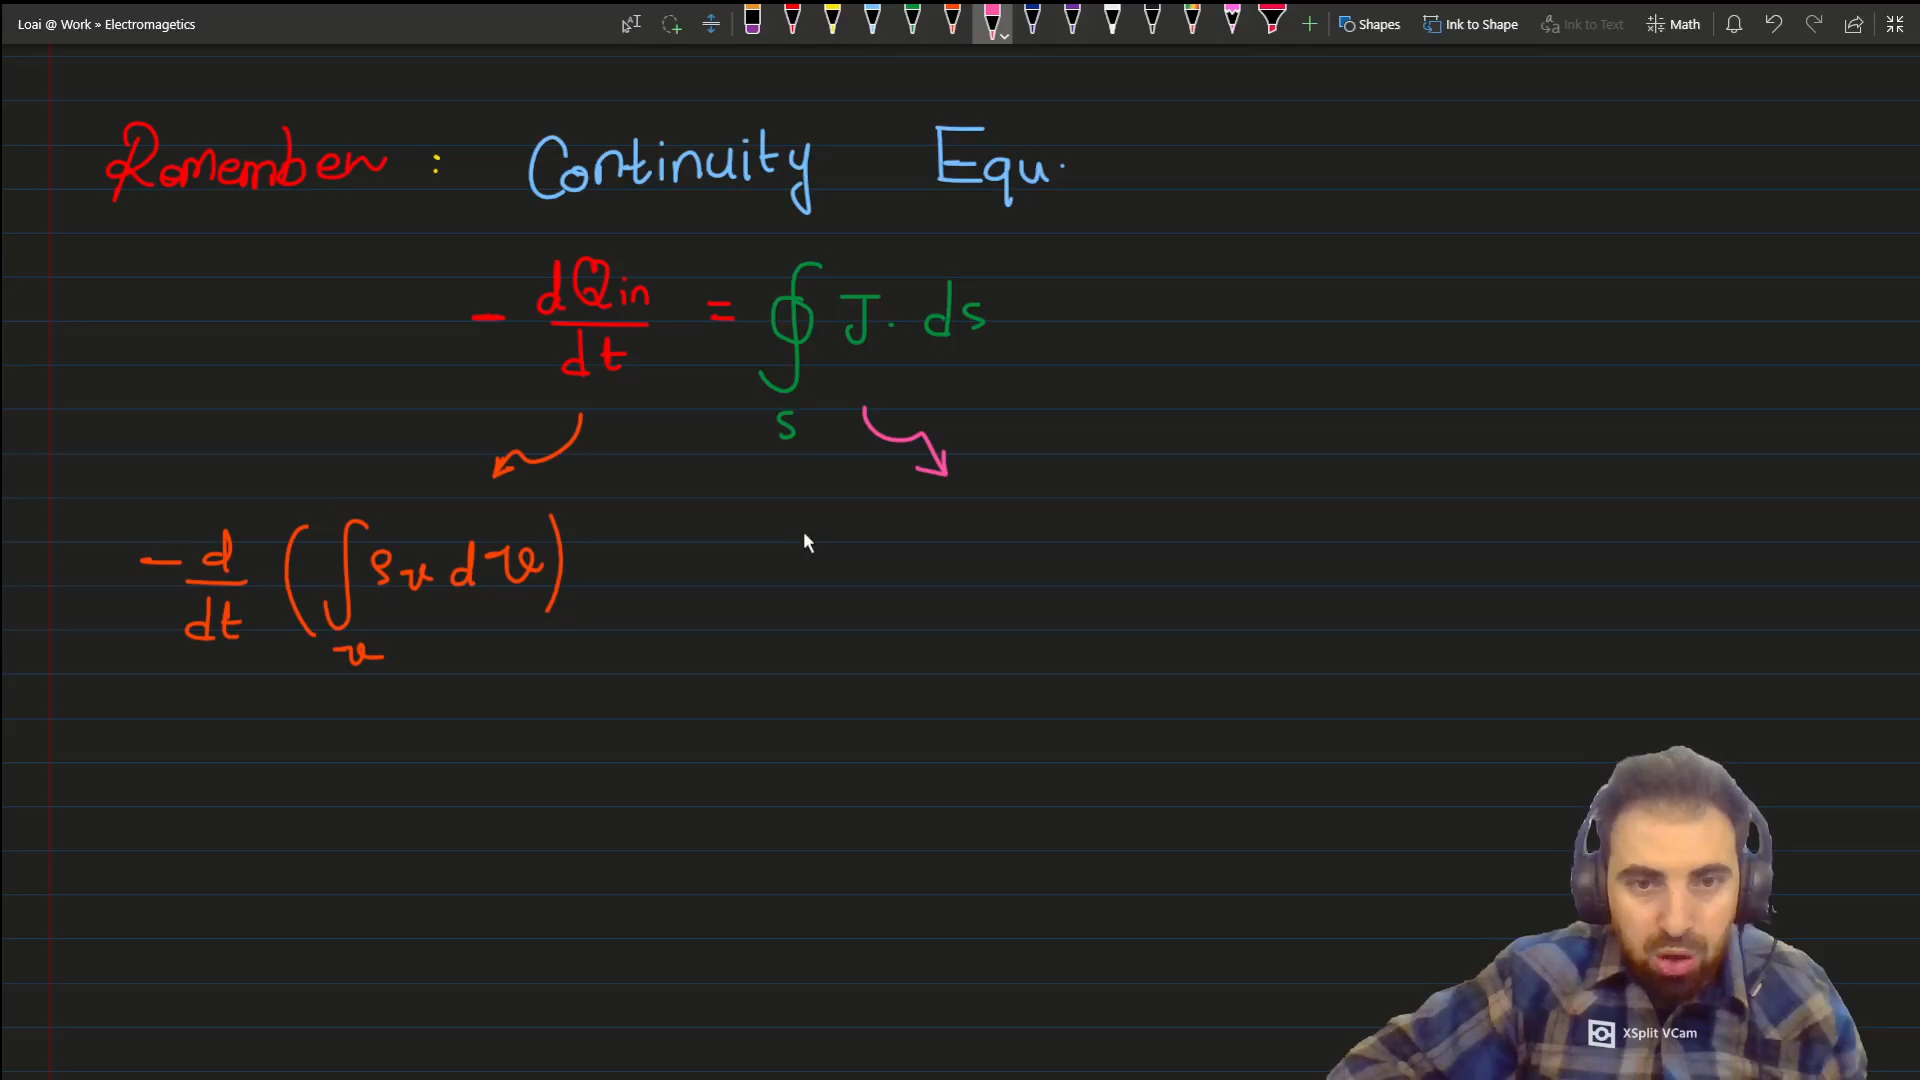 Loai @ Work » Electromagetics
Shapes Ink to Shape Ink to Text Math
Remember : Continuity Equ.
- dQin/dt = ∮s J. ds
- d/dt (∫v ρv dv)
XSplit VCam